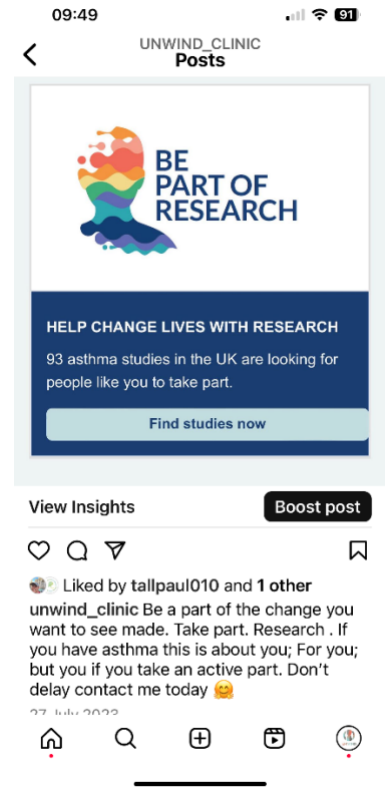 09:49
91
UNWIND_CLINIC
Posts
BE
PART OF
RESEARCH
HELP CHANGE LIVES WITH RESEARCH
93 asthma studies in the UK are looking for
people like you to take part.
Find studies now
View Insights
Boost post
Liked by tallpaul010 and 1 other
unwind_clinic Be a part of the change you
want to see made. Take part. Research . If
you have asthma this is about you; For you;
but you if you take an active part. Don't
delay contact me today 🤗
27 July 2023